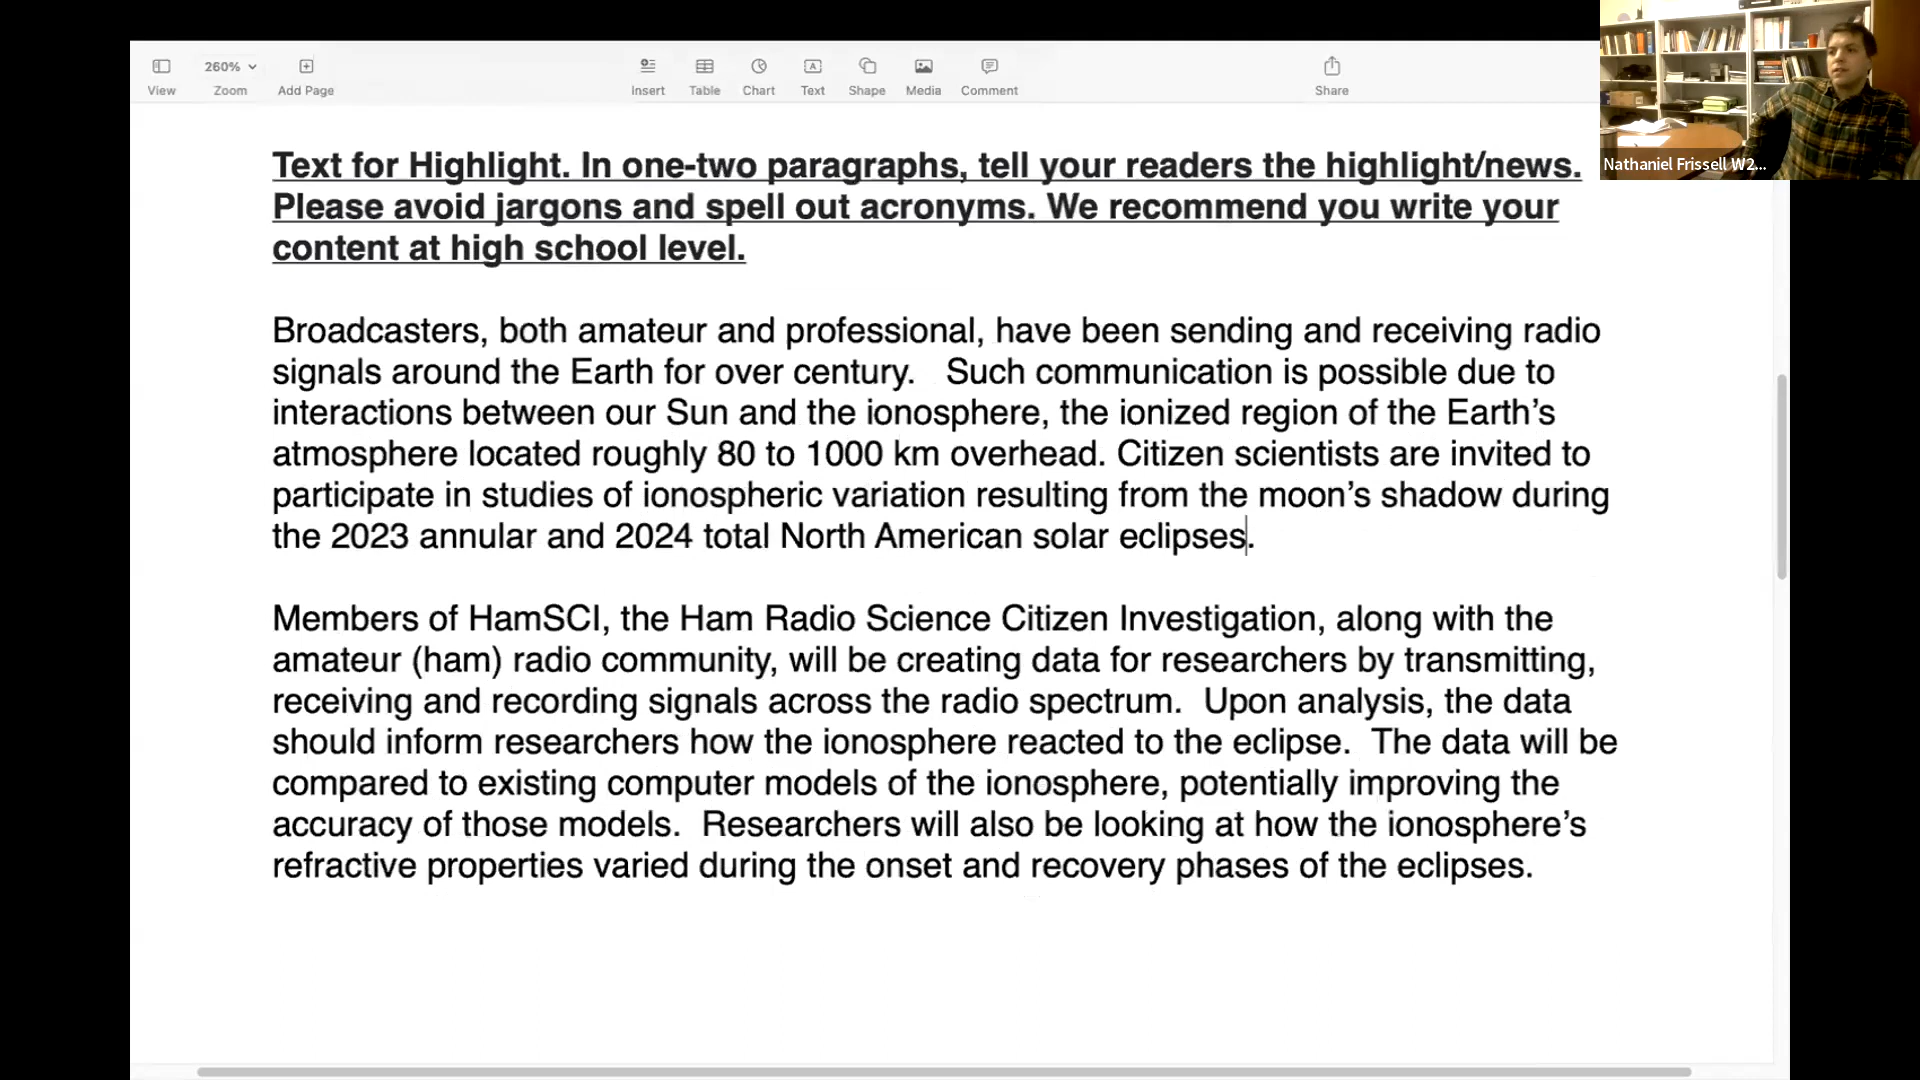 260%
View
Zoom
Add Page
Insert
Table
Chart
Text
Shape
Media
Comment
Share
Nathaniel Frissell W2...
Text for Highlight. In one-two paragraphs, tell your readers the highlight/news.
Please avoid jargons and spell out acronyms. We recommend you write your
content at high school level.
Broadcasters, both amateur and professional, have been sending and receiving radio
signals around the Earth for over century.   Such communication is possible due to
interactions between our Sun and the ionosphere, the ionized region of the Earth’s
atmosphere located roughly 80 to 1000 km overhead. Citizen scientists are invited to
participate in studies of ionospheric variation resulting from the moon’s shadow during
the 2023 annular and 2024 total North American solar eclipses.
Members of HamSCI, the Ham Radio Science Citizen Investigation, along with the
amateur (ham) radio community, will be creating data for researchers by transmitting,
receiving and recording signals across the radio spectrum.  Upon analysis, the data
should inform researchers how the ionosphere reacted to the eclipse.  The data will be
compared to existing computer models of the ionosphere, potentially improving the
accuracy of those models.  Researchers will also be looking at how the ionosphere’s
refractive properties varied during the onset and recovery phases of the eclipses.